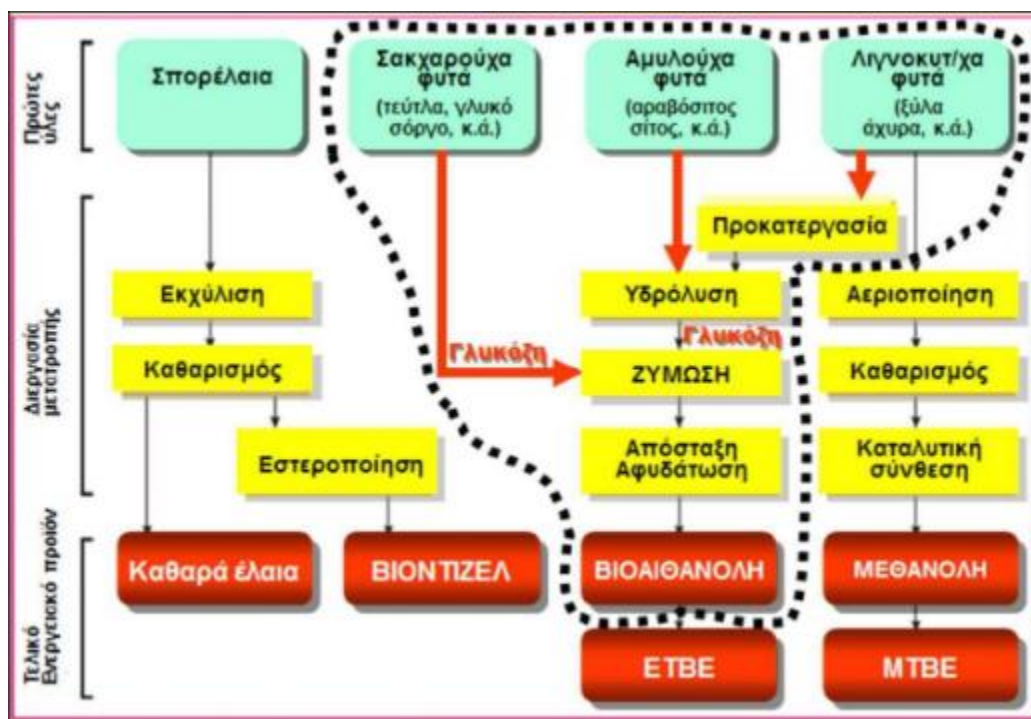 Πρώτες
ύλες
Σπορέλαια
Σακχαρούχα
φυτά
(τεύτλα, γλυκό
σόργο, κ.ά.)
Αμυλούχα
φυτά
(αραβόσιτος
σίτος, κ.ά.)
Λιγνοκυτ/χα
φυτά
(ξύλα
άχυρα, κ.ά.)
Διεργασία
μετατροπής
Προκατεργασία
Εκχύλιση
Υδρόλυση
Αεριοποίηση
Γλυκόζη
Γλυκόζη
Καθαρισμός
ΖΥΜΩΣΗ
Καθαρισμός
Εστεροποίηση
Απόσταξη
Αφυδάτωση
Καταλυτική
σύνθεση
Τελικό
Ενεργειακό προϊόν
Καθαρά έλαια
ΒΙΟΝΤΙΖΕΛ
ΒΙΟΑΙΘΑΝΟΛΗ
ΜΕΘΑΝΟΛΗ
ΕΤΒΕ
ΜΤΒΕ